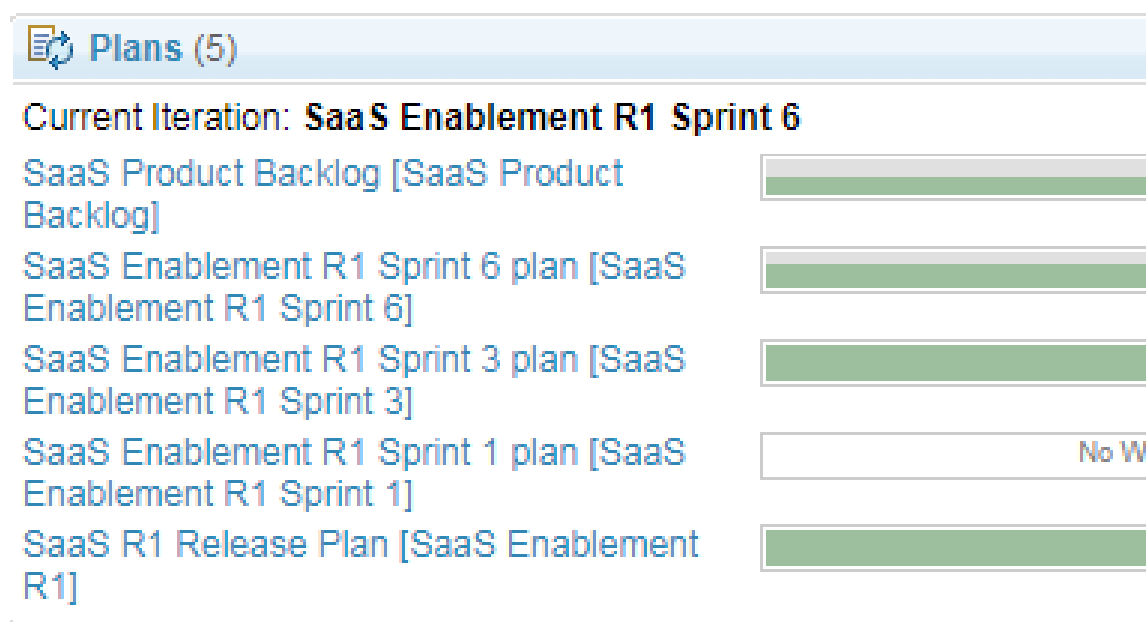 Plans (5)
Current Iteration: SaaS Enablement R1 Sprint 6
SaaS Product Backlog [SaaS Product
Backlog]
SaaS Enablement R1 Sprint 6 plan [SaaS
Enablement R1 Sprint 6]
SaaS Enablement R1 Sprint 3 plan [SaaS
Enablement R1 Sprint 3]
SaaS Enablement R1 Sprint 1 plan [SaaS
Enablement R1 Sprint 1]
No W
SaaS R1 Release Plan [SaaS Enablement
R1]